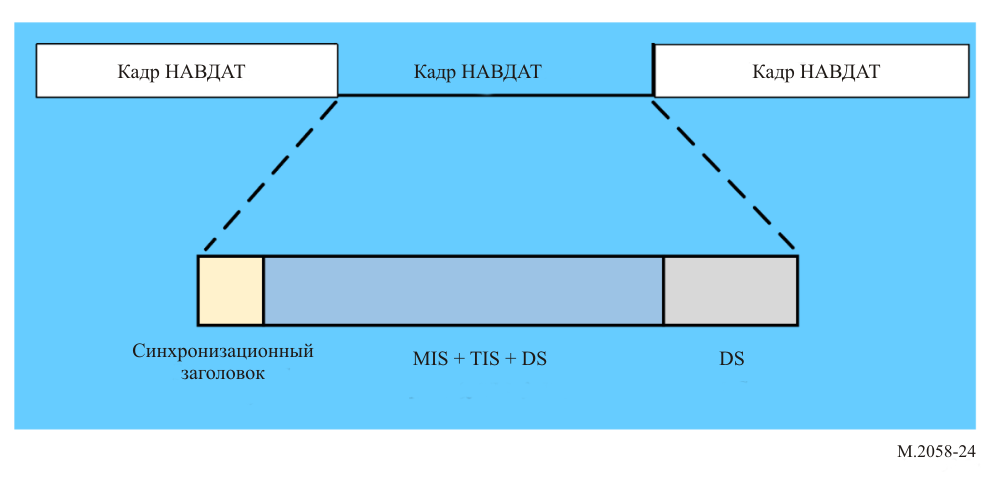 Кадр НАВДАТ
Кадр НАВДАТ
Кадр НАВДАТ
Синхронизационный
заголовок
MIS + TIS + DS
DS
M.2058-24